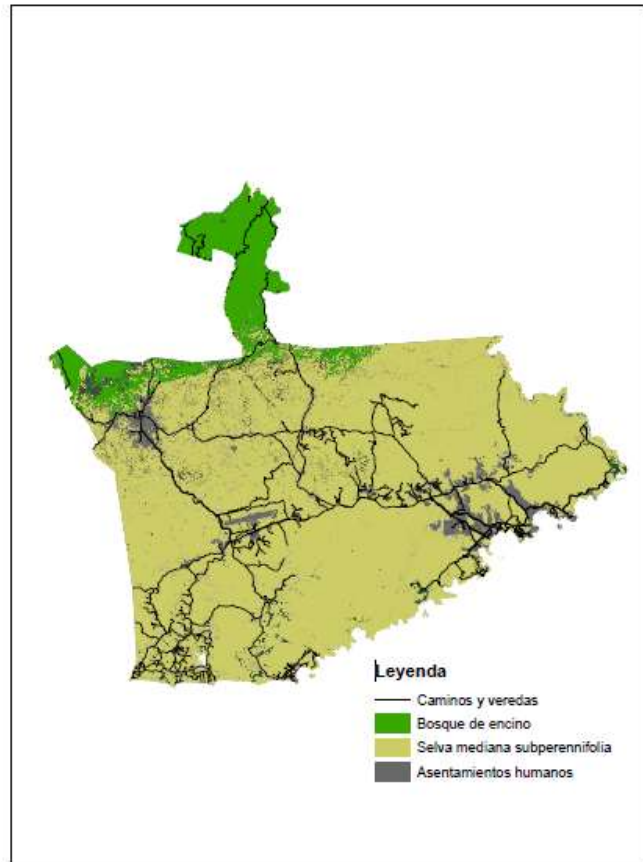 Leyenda
Caminos y veredas
Bosque de encino
Selva mediana subperennifolia
Asentamientos humanos